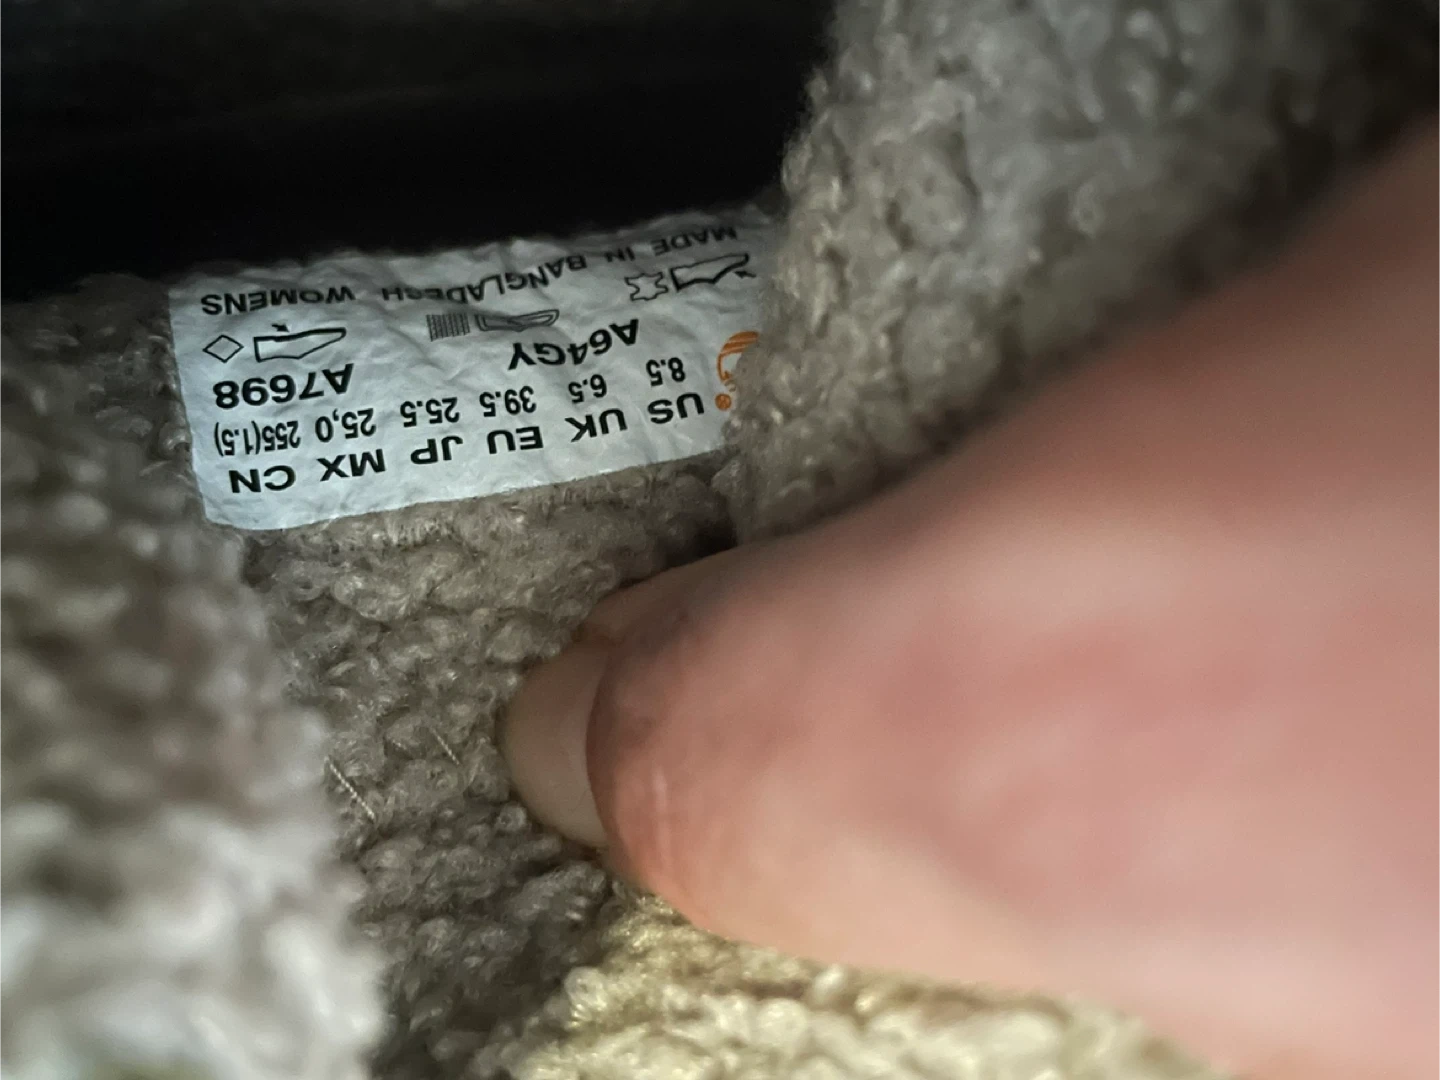 US UK EU JP MX CN
8.5 6.5 39.5 25.5 25,0 255(1.5)
A64GY A7698
MADE IN BANGLADESH WOMENS